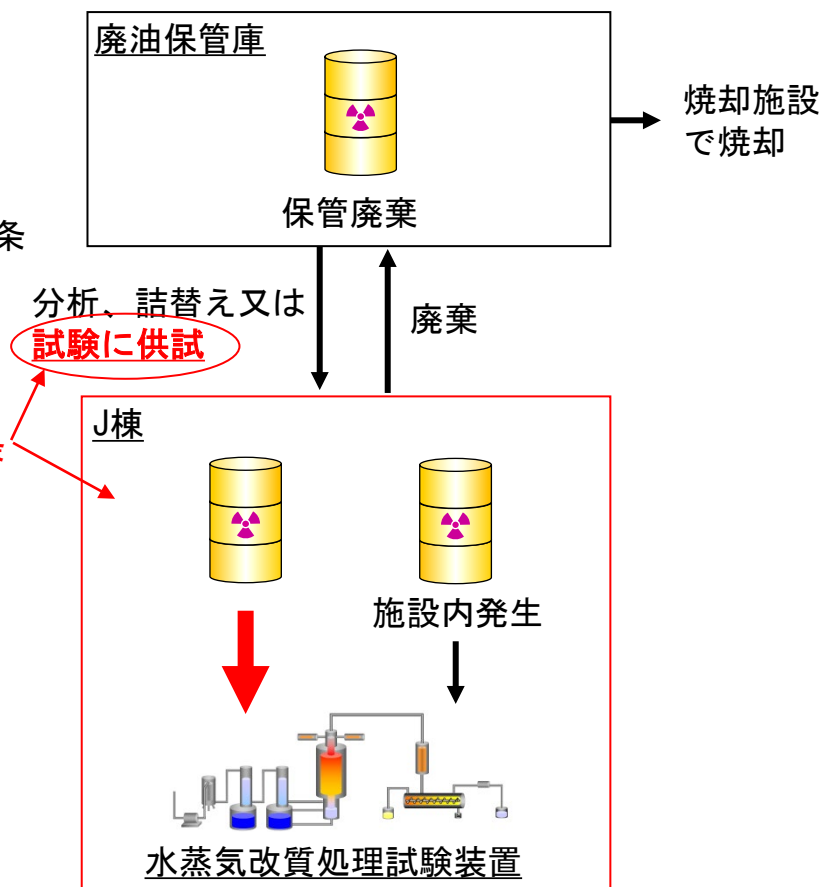 廃油保管庫
焼却施設
で焼却
保管廃棄
条
分析、詰替え又は
試験に供試
廃棄
J棟
施設内発生
水蒸気改質処理試験装置